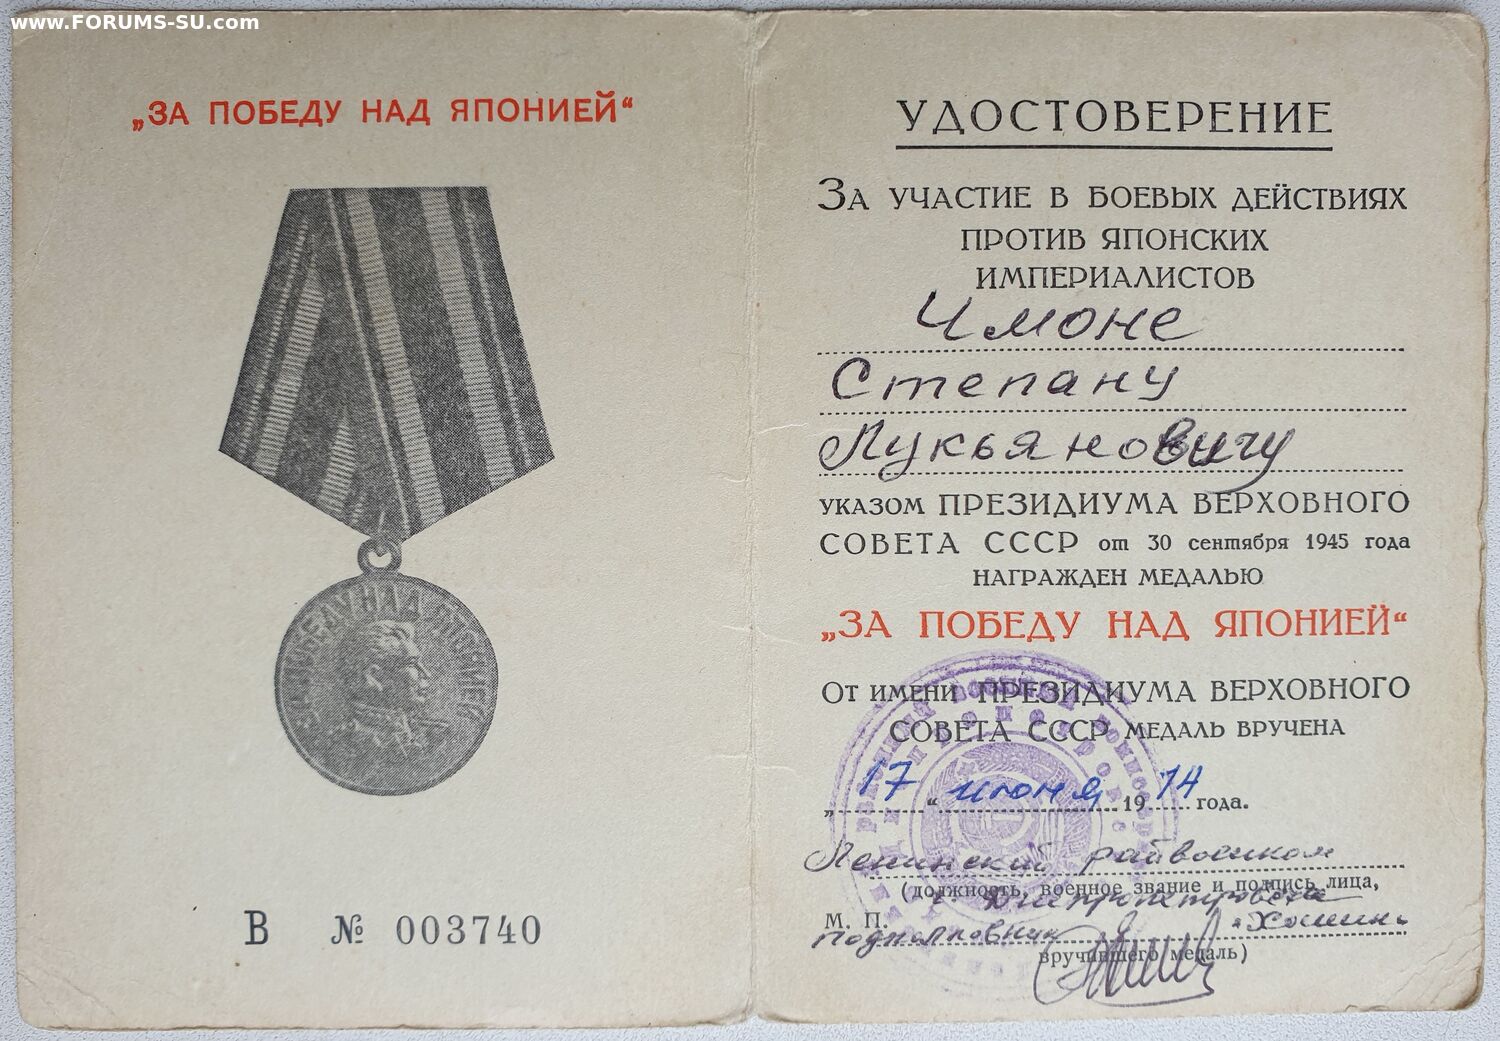 www.FORUMS-SU.com
„ЗА ПОБЕДУ НАД ЯПОНИЕЙ“
В № 003740
УДОСТОВЕРЕНИЕ
ЗА УЧАСТИЕ В БОЕВЫХ ДЕЙСТВИЯХ
ПРОТИВ ЯПОНСКИХ
ИМПЕРИАЛИСТОВ
Чмоне
Степану
Лукьяновичу
УКАЗОМ ПРЕЗИДИУМА ВЕРХОВНОГО
СОВЕТА СССР от 30 сентября 1945 года
НАГРАЖДЕН МЕДАЛЬЮ
„ЗА ПОБЕДУ НАД ЯПОНИЕЙ“
ОТ ИМЕНИ ПРЕЗИДИУМА ВЕРХОВНОГО
СОВЕТА СССР МЕДАЛЬ ВРУЧЕНА
„17“ июня 1974 года.
Ленинский райвоенком
(должность, военное звание и подпись лица,
г. Днепропетровска
М. П.
подполковник
вручившего медаль)